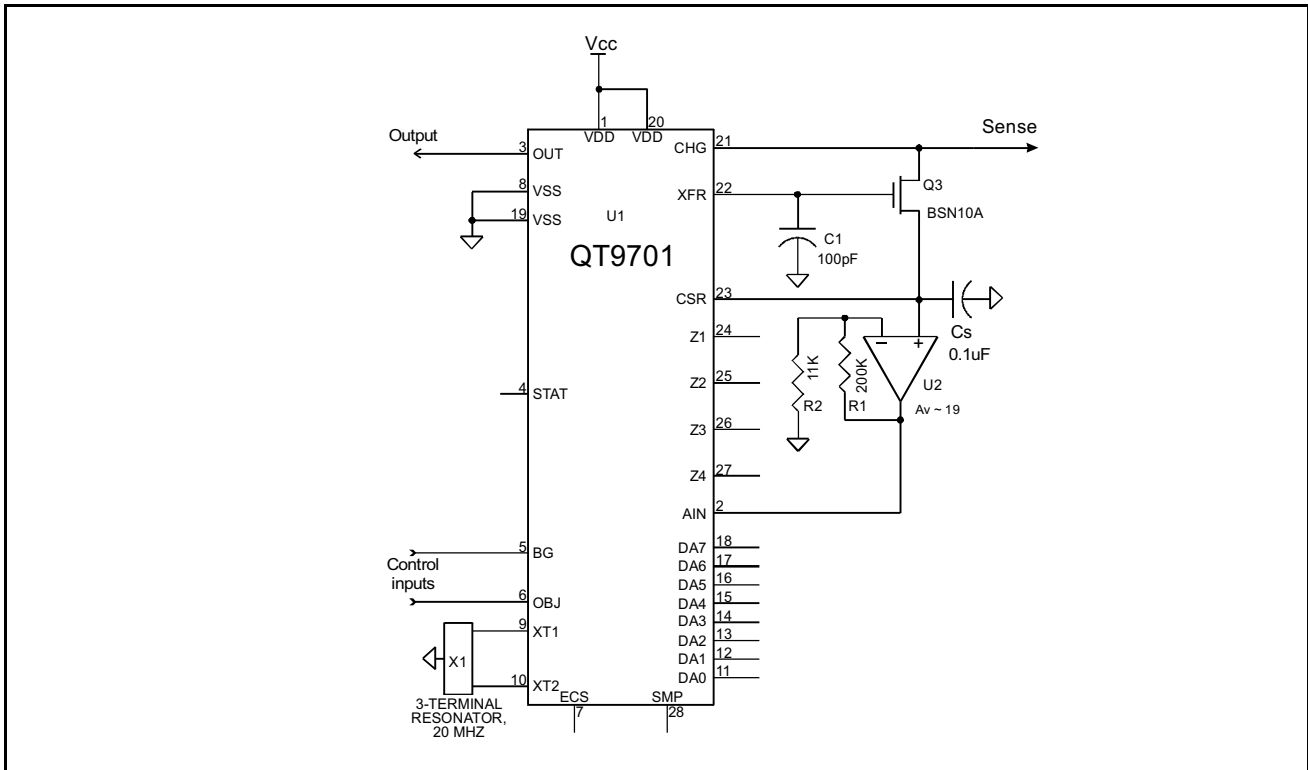 Vcc
1
20
VDD
VDD
Output
3
OUT
CHG
21
Sense
8
VSS
XFR
22
Q3
19
VSS
U1
BSN10A
QT9701
C1
100pF
CSR
23
Cs
0.1uF
Z1
24
−
+
11K
200K
Z2
25
U2
4
STAT
R2
R1
Av ~ 19
Z3
26
Z4
27
AIN
2
DA7
18
5
BG
DA6
17
Control
inputs
DA5
16
6
OBJ
DA4
15
DA3
14
9
XT1
DA2
13
X1
DA1
12
DA0
11
10
XT2
ECS
SMP
7
28
3-TERMINAL
RESONATOR,
20 MHZ